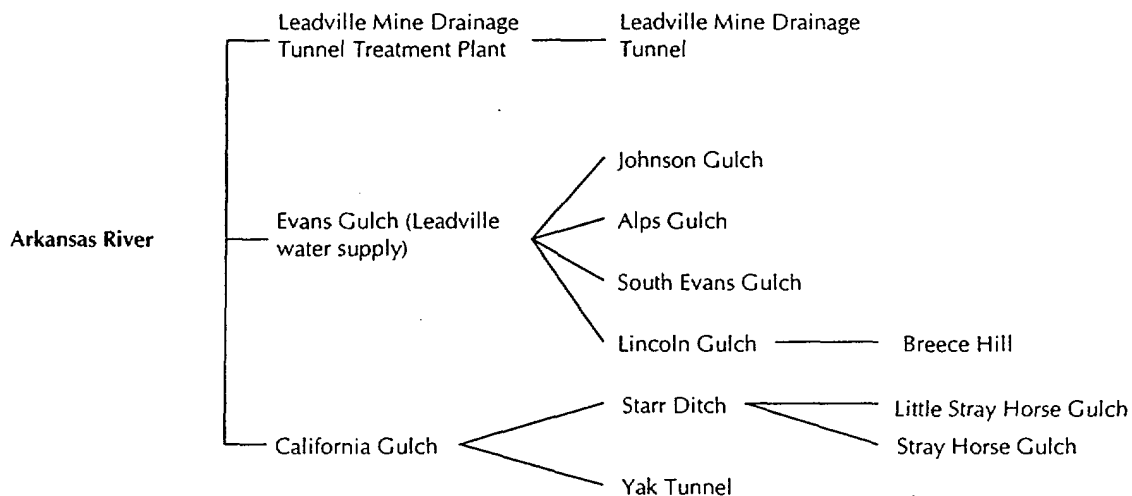 Leadville Mine Drainage
Tunnel Treatment Plant
Leadville Mine Drainage
Tunnel
Johnson Gulch
Arkansas River
Evans Gulch (Leadville
water supply)
Alps Gulch
South Evans Gulch
Lincoln Gulch
Breece Hill
Starr Ditch
Little Stray Horse Gulch
California Gulch
Stray Horse Gulch
Yak Tunnel